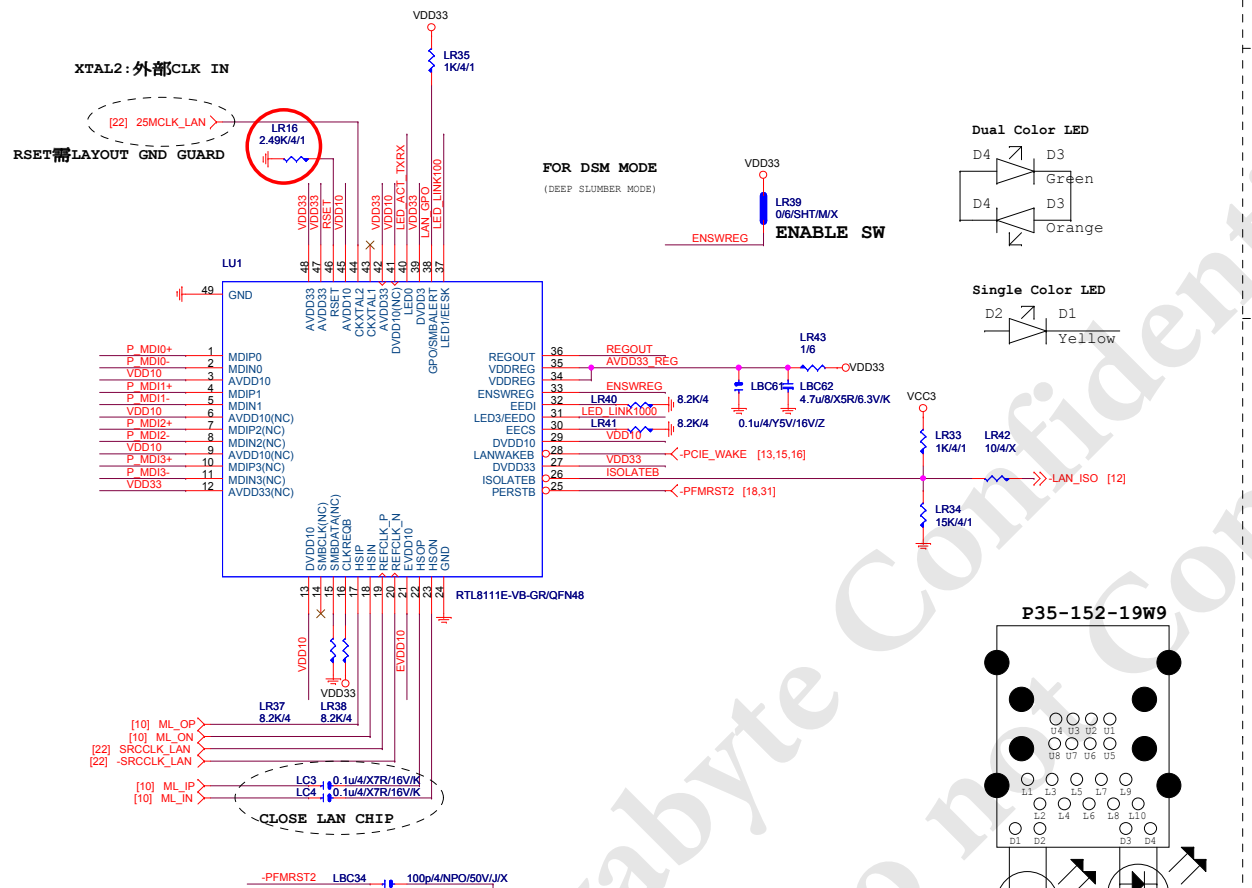 VDD33
LR35
1K/4/1
XTAL2:外部CLK IN
[22] 25MCLK_LAN
LR16
2.49K/4/1
RSET需LAYOUT GND GUARD
VDD33
VDD33
RSET
VDD10
VDD33
VDD10
LED_ACT_TXRX
VDD33
LAN_GPO
LED_LINK100
FOR DSM MODE
(DEEP SLUMBER MODE)
VDD33
LR39
0/6/SHT/M/X
ENABLE SW
ENSWREG
Dual Color LED
D4 D3
Green
D4 D3
Orange
Single Color LED
D2 D1
Yellow
LU1
48 47 46 45 44 43 42 41 40 39 38 37
49 GND
AVDD33
AVDD33
RSET
AVDD10
CKXTAL2
CKXTAL1
AVDD33
DVDD10(NC)
LED0
DVDD3
GPO/SMBALERT
LED1/EESK
P_MDI0+ 1 MDIP0
P_MDI0- 2 MDIN0
VDD10 3 AVDD10
P_MDI1+ 4 MDIP1
P_MDI1- 5 MDIN1
VDD10 6 AVDD10(NC)
P_MDI2+ 7 MDIP2(NC)
P_MDI2- 8 MDIN2(NC)
VDD10 9 AVDD10(NC)
P_MDI3+ 10 MDIP3(NC)
P_MDI3- 11 MDIN3(NC)
VDD33 12 AVDD33(NC)
REGOUT 36 REGOUT
VDDREG 35 AVDD33_REG
VDDREG 34
ENSWREG 33 ENSWREG
EEDI 32 LR40 8.2K/4
LED3/EEDO 31 LED_LINK1000
EECS 30 LR41 8.2K/4
DVDD10 29 VDD10
LANWAKEB 28 -PCIE_WAKE [13,15,16]
DVDD33 27 VDD33
ISOLATEB 26 ISOLATEB
PERSTB 25 -PFMRST2 [18,31]
LR43
1/6
VDD33
LBC61
0.1u/4/Y5V/16V/Z
LBC62
4.7u/8/X5R/6.3V/K
VCC3
LR33
1K/4/1
LR42
10/4/X
-LAN_ISO [12]
LR34
15K/4/1
DVDD10
SMBCLK(NC)
SMBDATA(NC)
CLKREQB
HSIP
HSIN
REFCLK_P
REFCLK_N
EVDD10
HSOP
HSON
GND
13 14 15 16 17 18 19 20 21 22 23 24
RTL8111E-VB-GR/QFN48
VDD10
EVDD10
VDD33
LR37
8.2K/4
LR38
8.2K/4
[10] ML_OP
[10] ML_ON
[22] SRCCLK_LAN
[22] -SRCCLK_LAN
[10] ML_IP
[10] ML_IN
LC3 0.1u/4/X7R/16V/K
LC4 0.1u/4/X7R/16V/K
CLOSE LAN CHIP
-PFMRST2 LBC34 100p/4/NPO/50V/J/X
P35-152-19W9
U4 U3 U2 U1
U8 U7 U6 U5
L1 L3 L5 L7 L9
L2 L4 L6 L8 L10
D1 D2 D3 D4